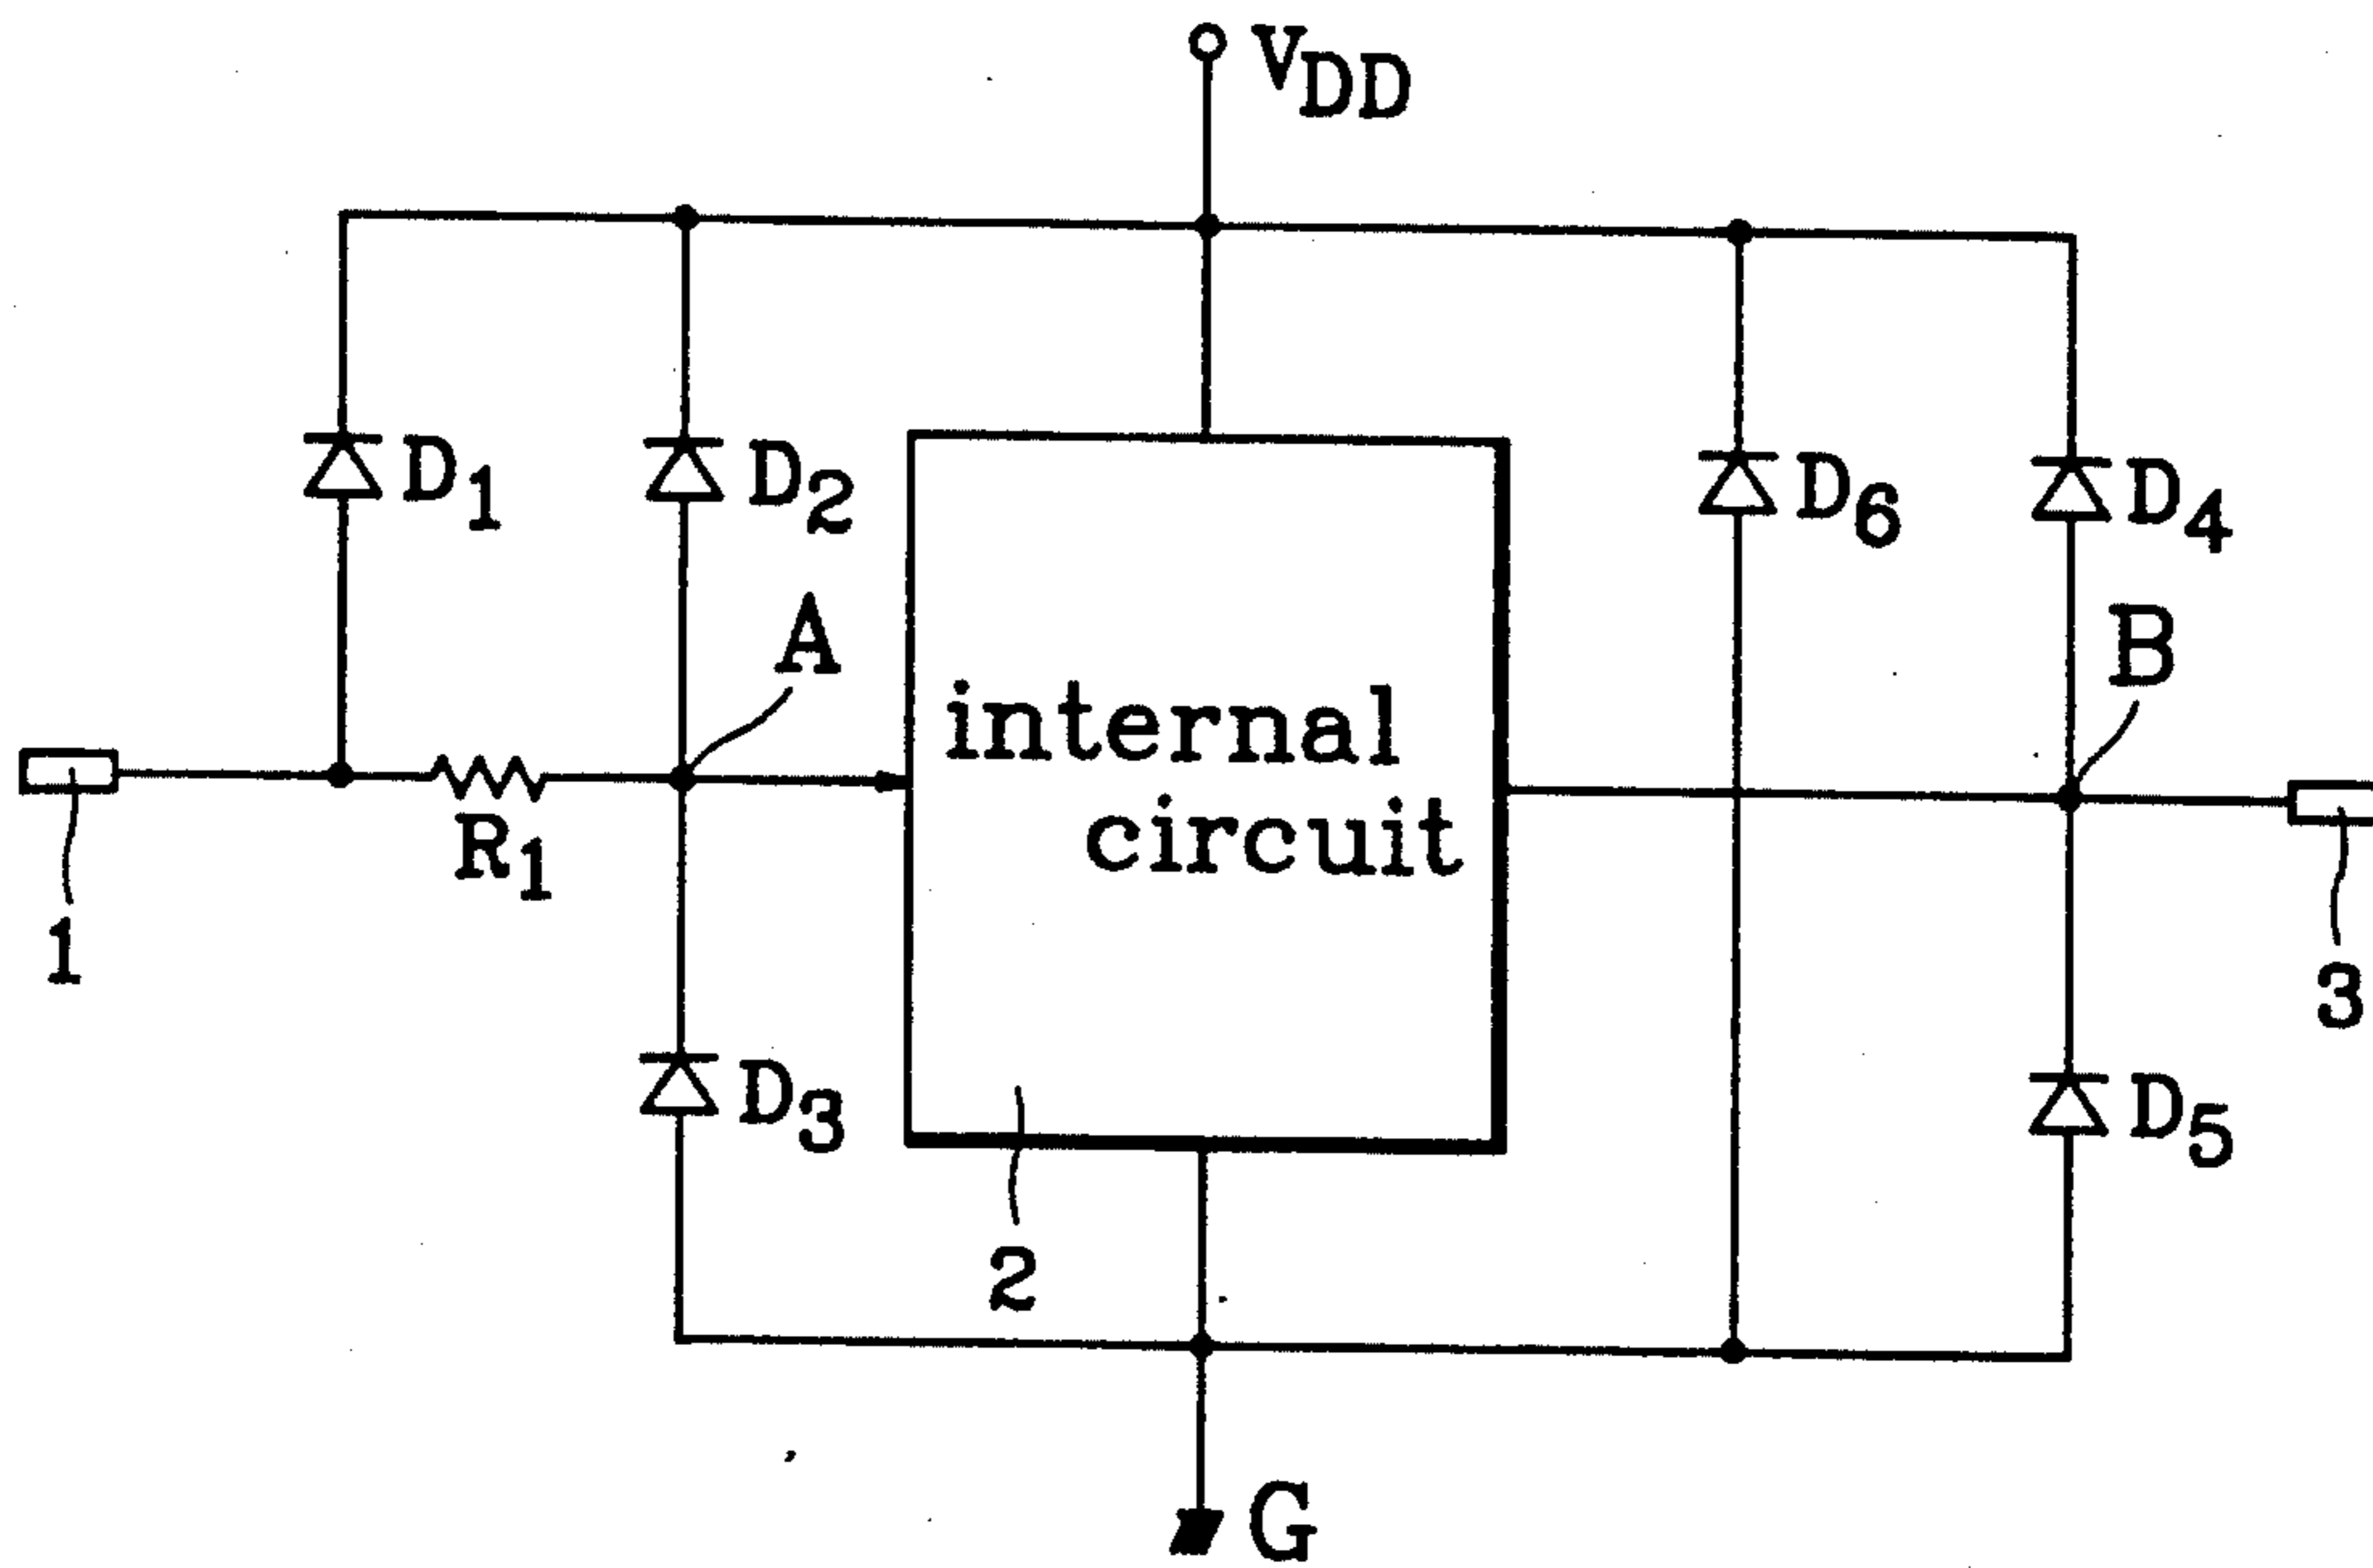 VDD
D1
D2
D6
D4
A
B
internal
circuit
R1
1
3
D3
D5
2
G